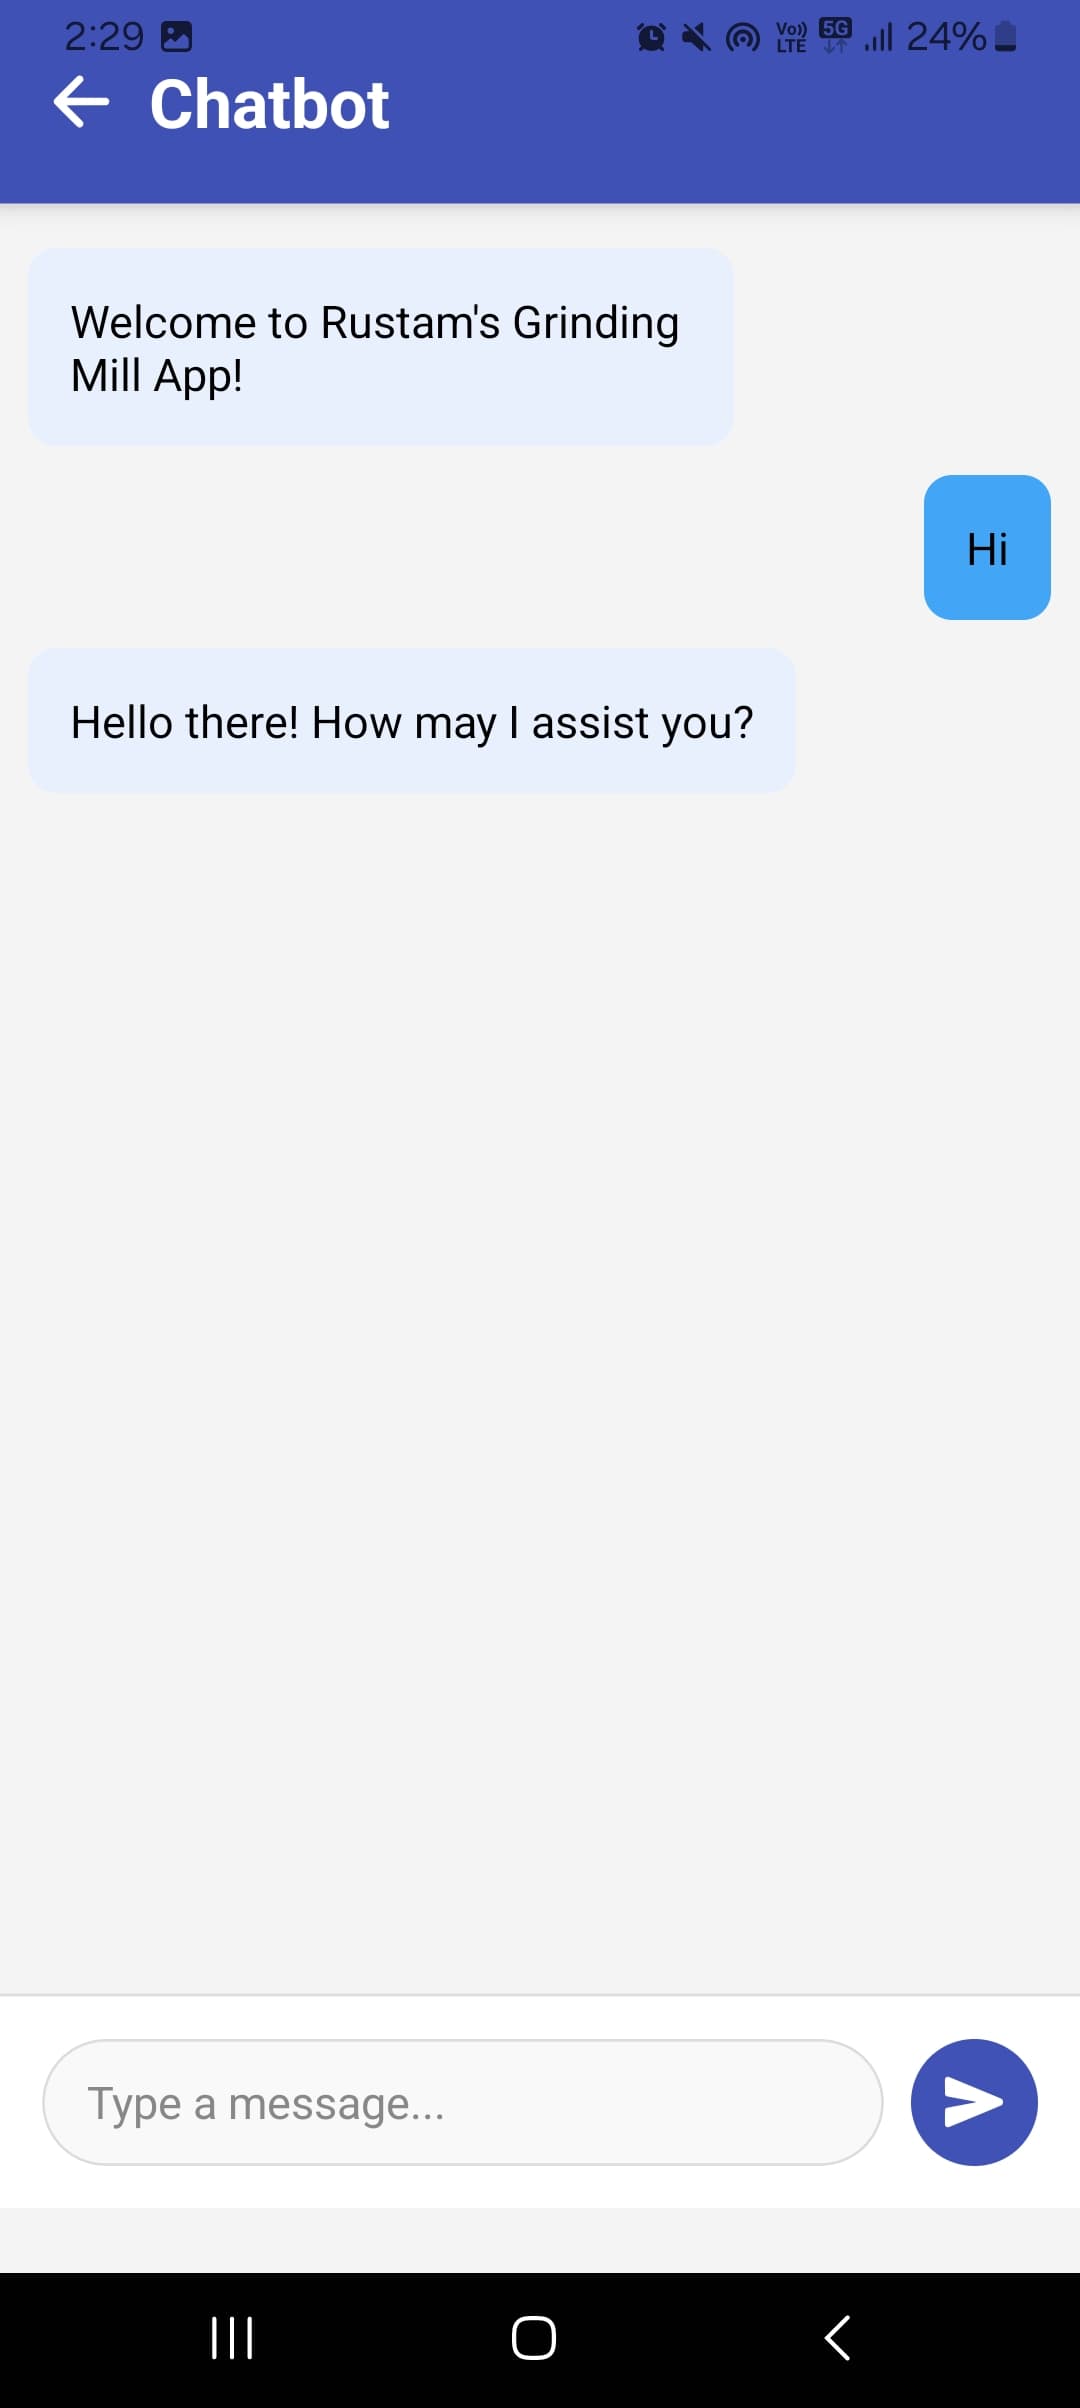 2:29
Vo)) LTE 5G 24%
Chatbot
Welcome to Rustam's Grinding
Mill App!
Hi
Hello there! How may I assist you?
Type a message...